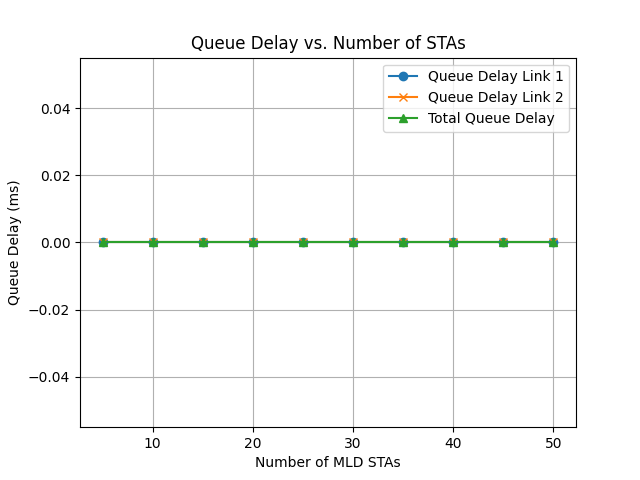 Queue Delay vs. Number of STAs
Queue Delay Link 1
Queue Delay Link 2
Total Queue Delay
0.04
0.02
0.00
−0.02
−0.04
Queue Delay (ms)
10 20 30 40 50
Number of MLD STAs